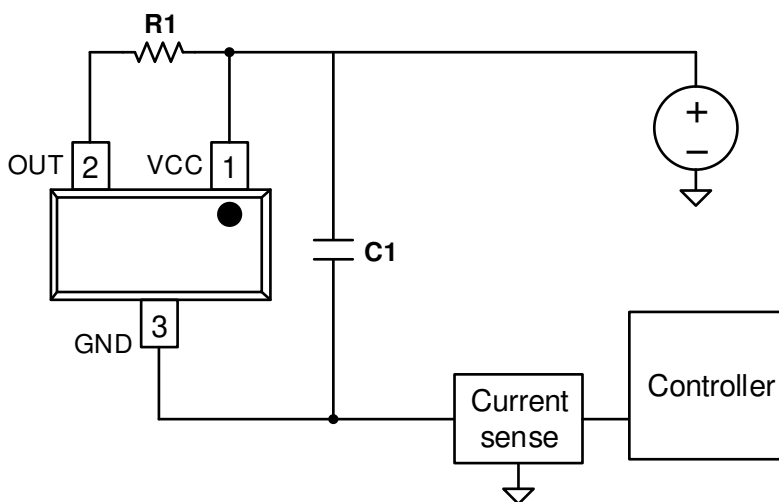 R1
OUT 2 VCC 1
+
−
C1
3
GND
Current
sense
Controller